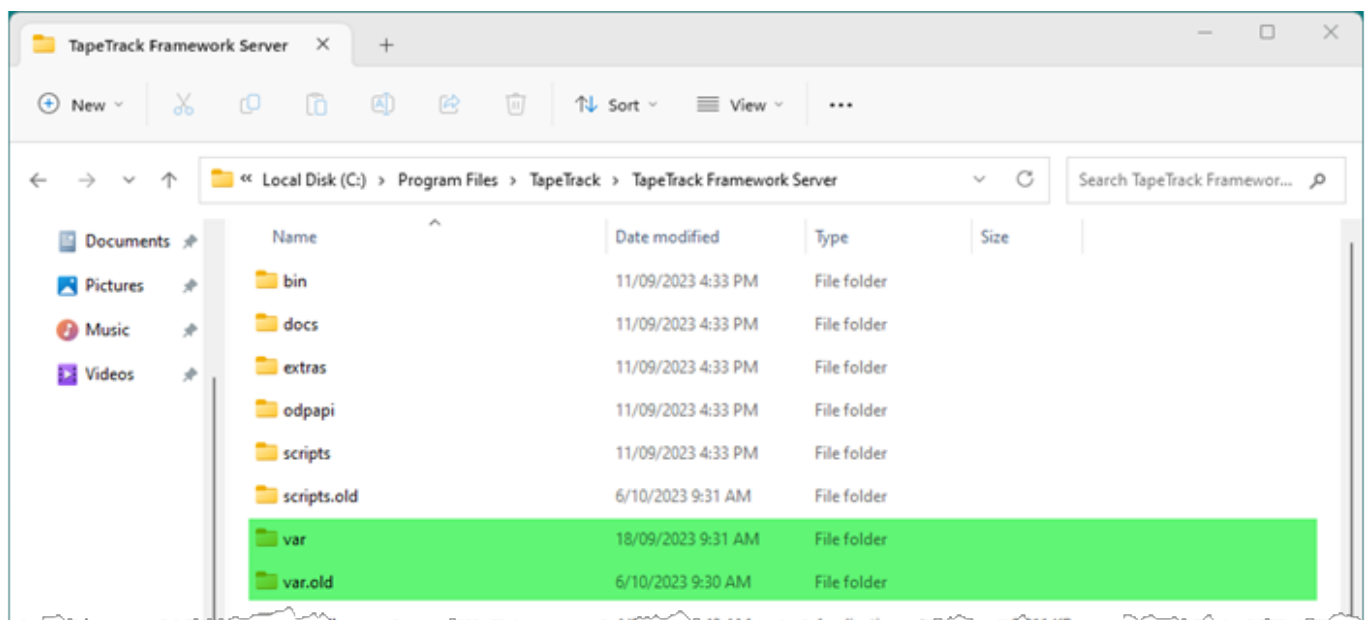 TapeTrack Framework Server
New
Sort
View
« Local Disk (C:) > Program Files > TapeTrack > TapeTrack Framework Server
Search TapeTrack Framewor...
Documents
Pictures
Music
Videos
Name Date modified Type Size
bin 11/09/2023 4:33 PM File folder
docs 11/09/2023 4:33 PM File folder
extras 11/09/2023 4:33 PM File folder
odpapi 11/09/2023 4:33 PM File folder
scripts 11/09/2023 4:33 PM File folder
scripts.old 6/10/2023 9:31 AM File folder
var 18/09/2023 9:31 AM File folder
var.old 6/10/2023 9:30 AM File folder